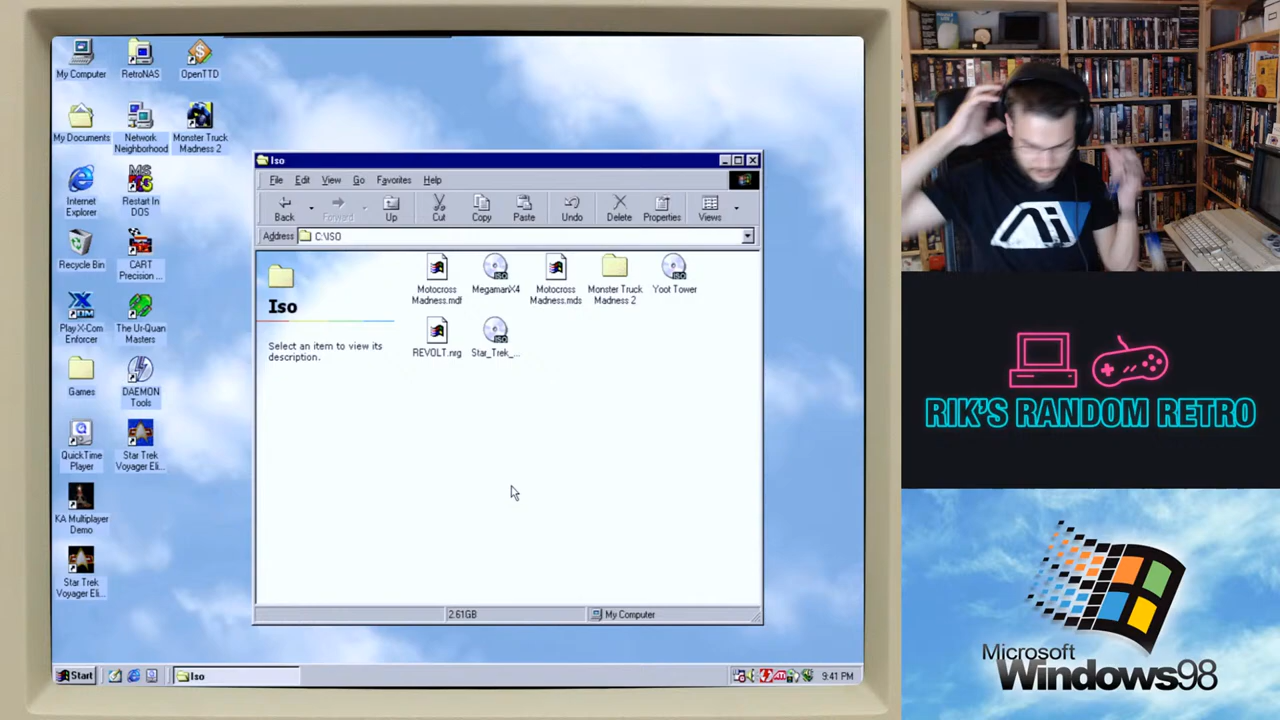 My Computer
RetroNAS
OpenTTD
My Documents
Network
Neighborhood
Monster Truck
Madness 2
Internet
Explorer
MS
Restart In
DOS
Recycle Bin
CART
Precision ...
Play X-Com
Enforcer
The Ur-Quan
Masters
Games
DAEMON
Tools
QuickTime
Player
Star Trek
Voyager Eli...
KA Multiplayer
Demo
Star Trek
Voyager Eli...
Iso
File Edit View Go Favorites Help
Back Forward Up Cut Copy Paste Undo Delete Properties Views
Address C:\ISO
Iso
Select an item to view its
description.
Motocross
Madness.mdf
ISO
MegamanX4
Motocross
Madness.mds
Monster Truck
Madness 2
ISO
Yoot Tower
REVOLT.nrg
ISO
Star_Trek_...
2.61GB
My Computer
Start
Iso
9:41 PM
RIK'S RANDOM RETRO
Microsoft
Windows98